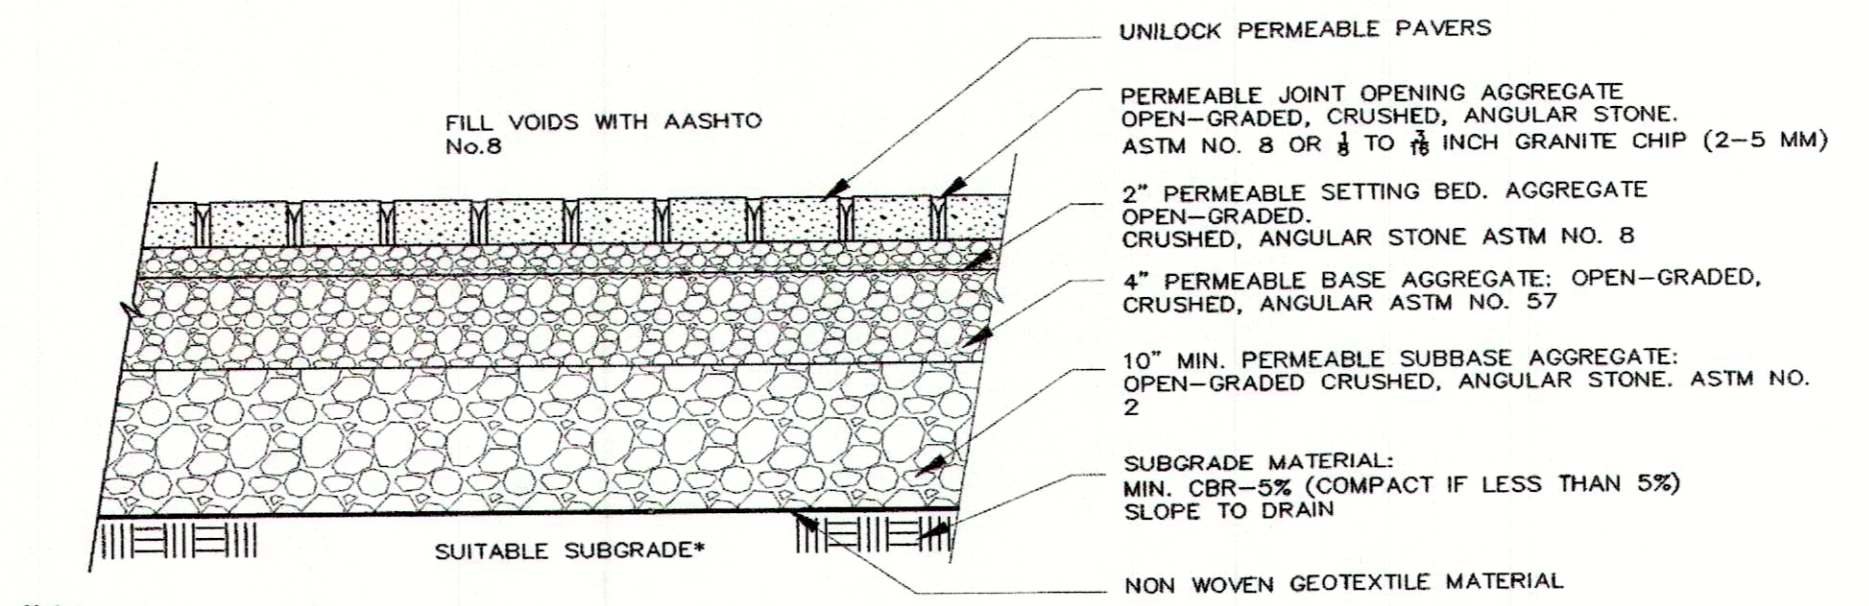 UNILOCK PERMEABLE PAVERS
FILL VOIDS WITH AASHTO
No.8
PERMEABLE JOINT OPENING AGGREGATE
OPEN-GRADED, CRUSHED, ANGULAR STONE.
ASTM NO. 8 OR 1/8 TO 3/16 INCH GRANITE CHIP (2-5 MM)
2" PERMEABLE SETTING BED. AGGREGATE
OPEN-GRADED.
CRUSHED, ANGULAR STONE ASTM NO. 8
4" PERMEABLE BASE AGGREGATE: OPEN-GRADED,
CRUSHED, ANGULAR ASTM NO. 57
10" MIN. PERMEABLE SUBBASE AGGREGATE:
OPEN-GRADED CRUSHED, ANGULAR STONE. ASTM NO.
2
SUBGRADE MATERIAL:
MIN. CBR-5% (COMPACT IF LESS THAN 5%)
SLOPE TO DRAIN
SUITABLE SUBGRADE*
NON WOVEN GEOTEXTILE MATERIAL